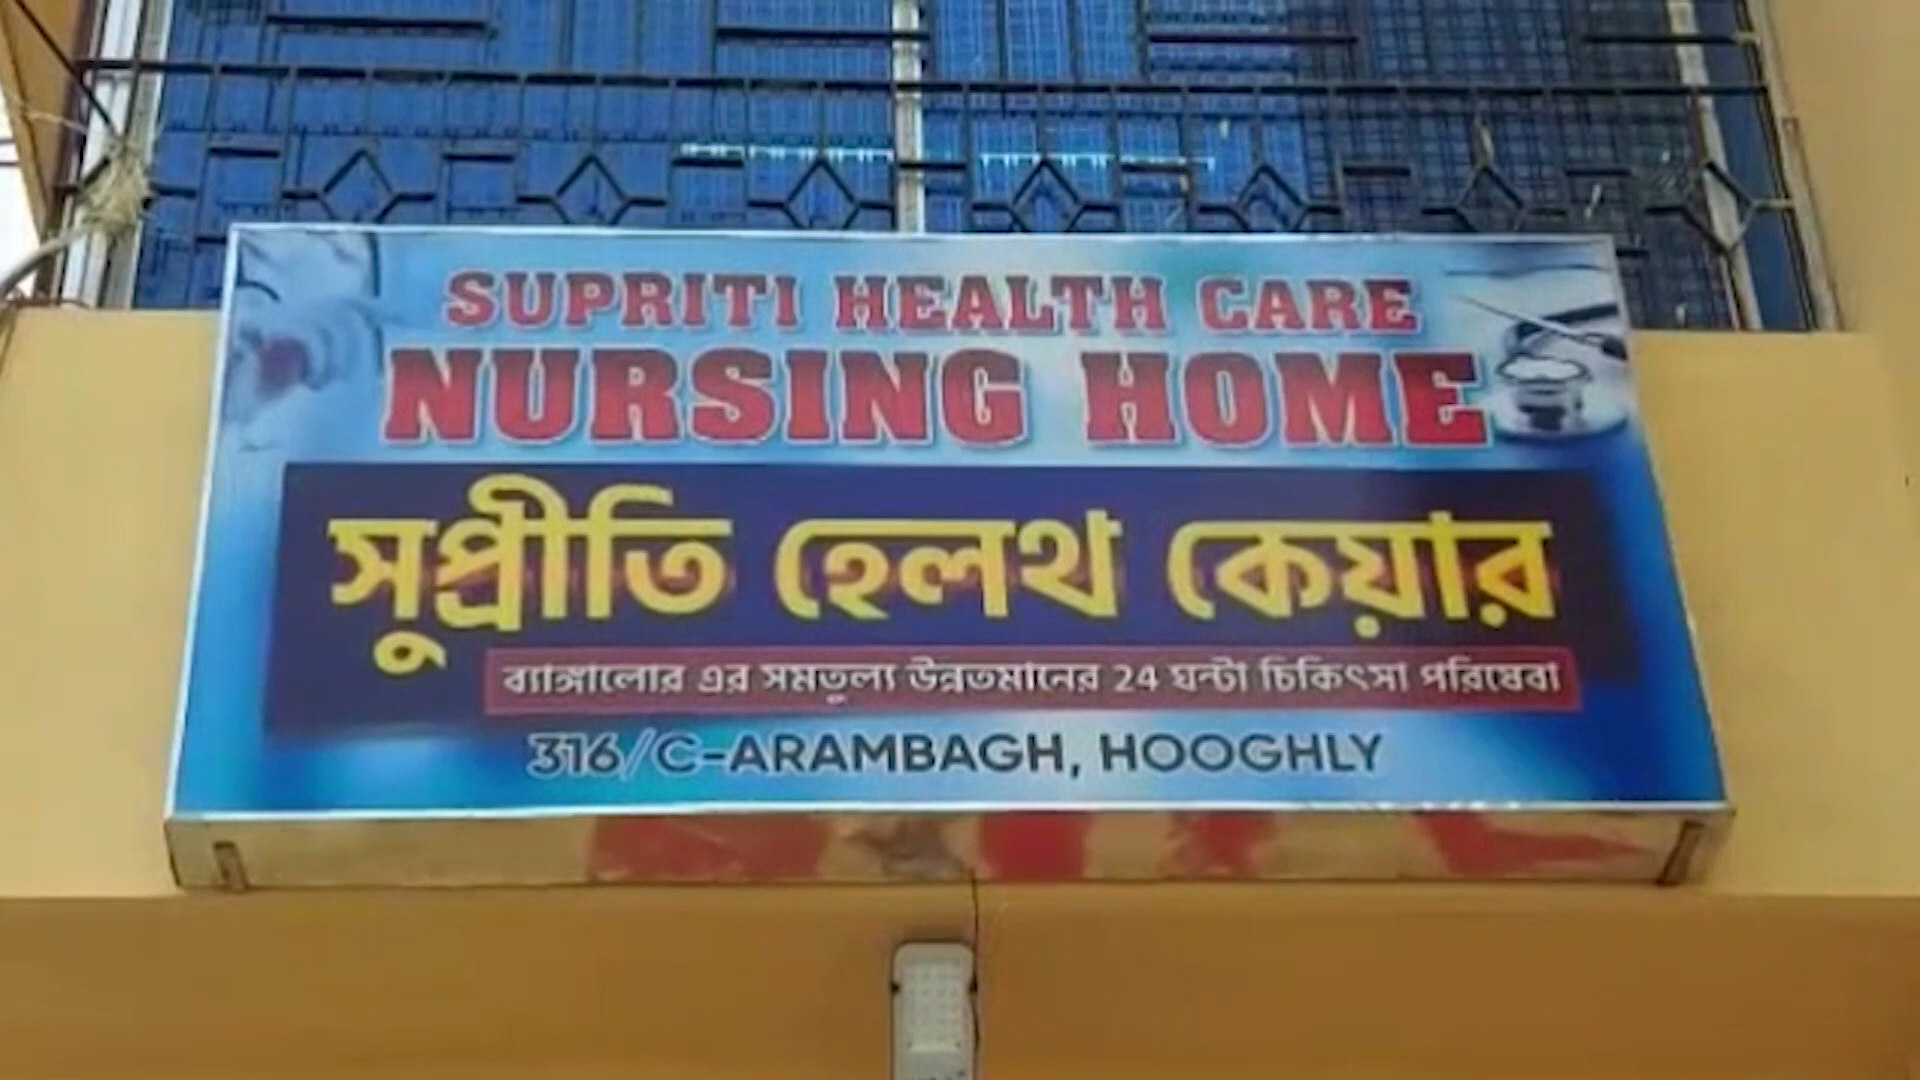 SUPRITI HEALTH CARE
NURSING HOME
সুপ্রীতি হেলথ কেয়ার
ব্যাঙ্গালোর এর সমতুল্য উন্নতমানের 24 ঘন্টা চিকিৎসা পরিষেবা
316/C-ARAMBAGH, HOOGHLY